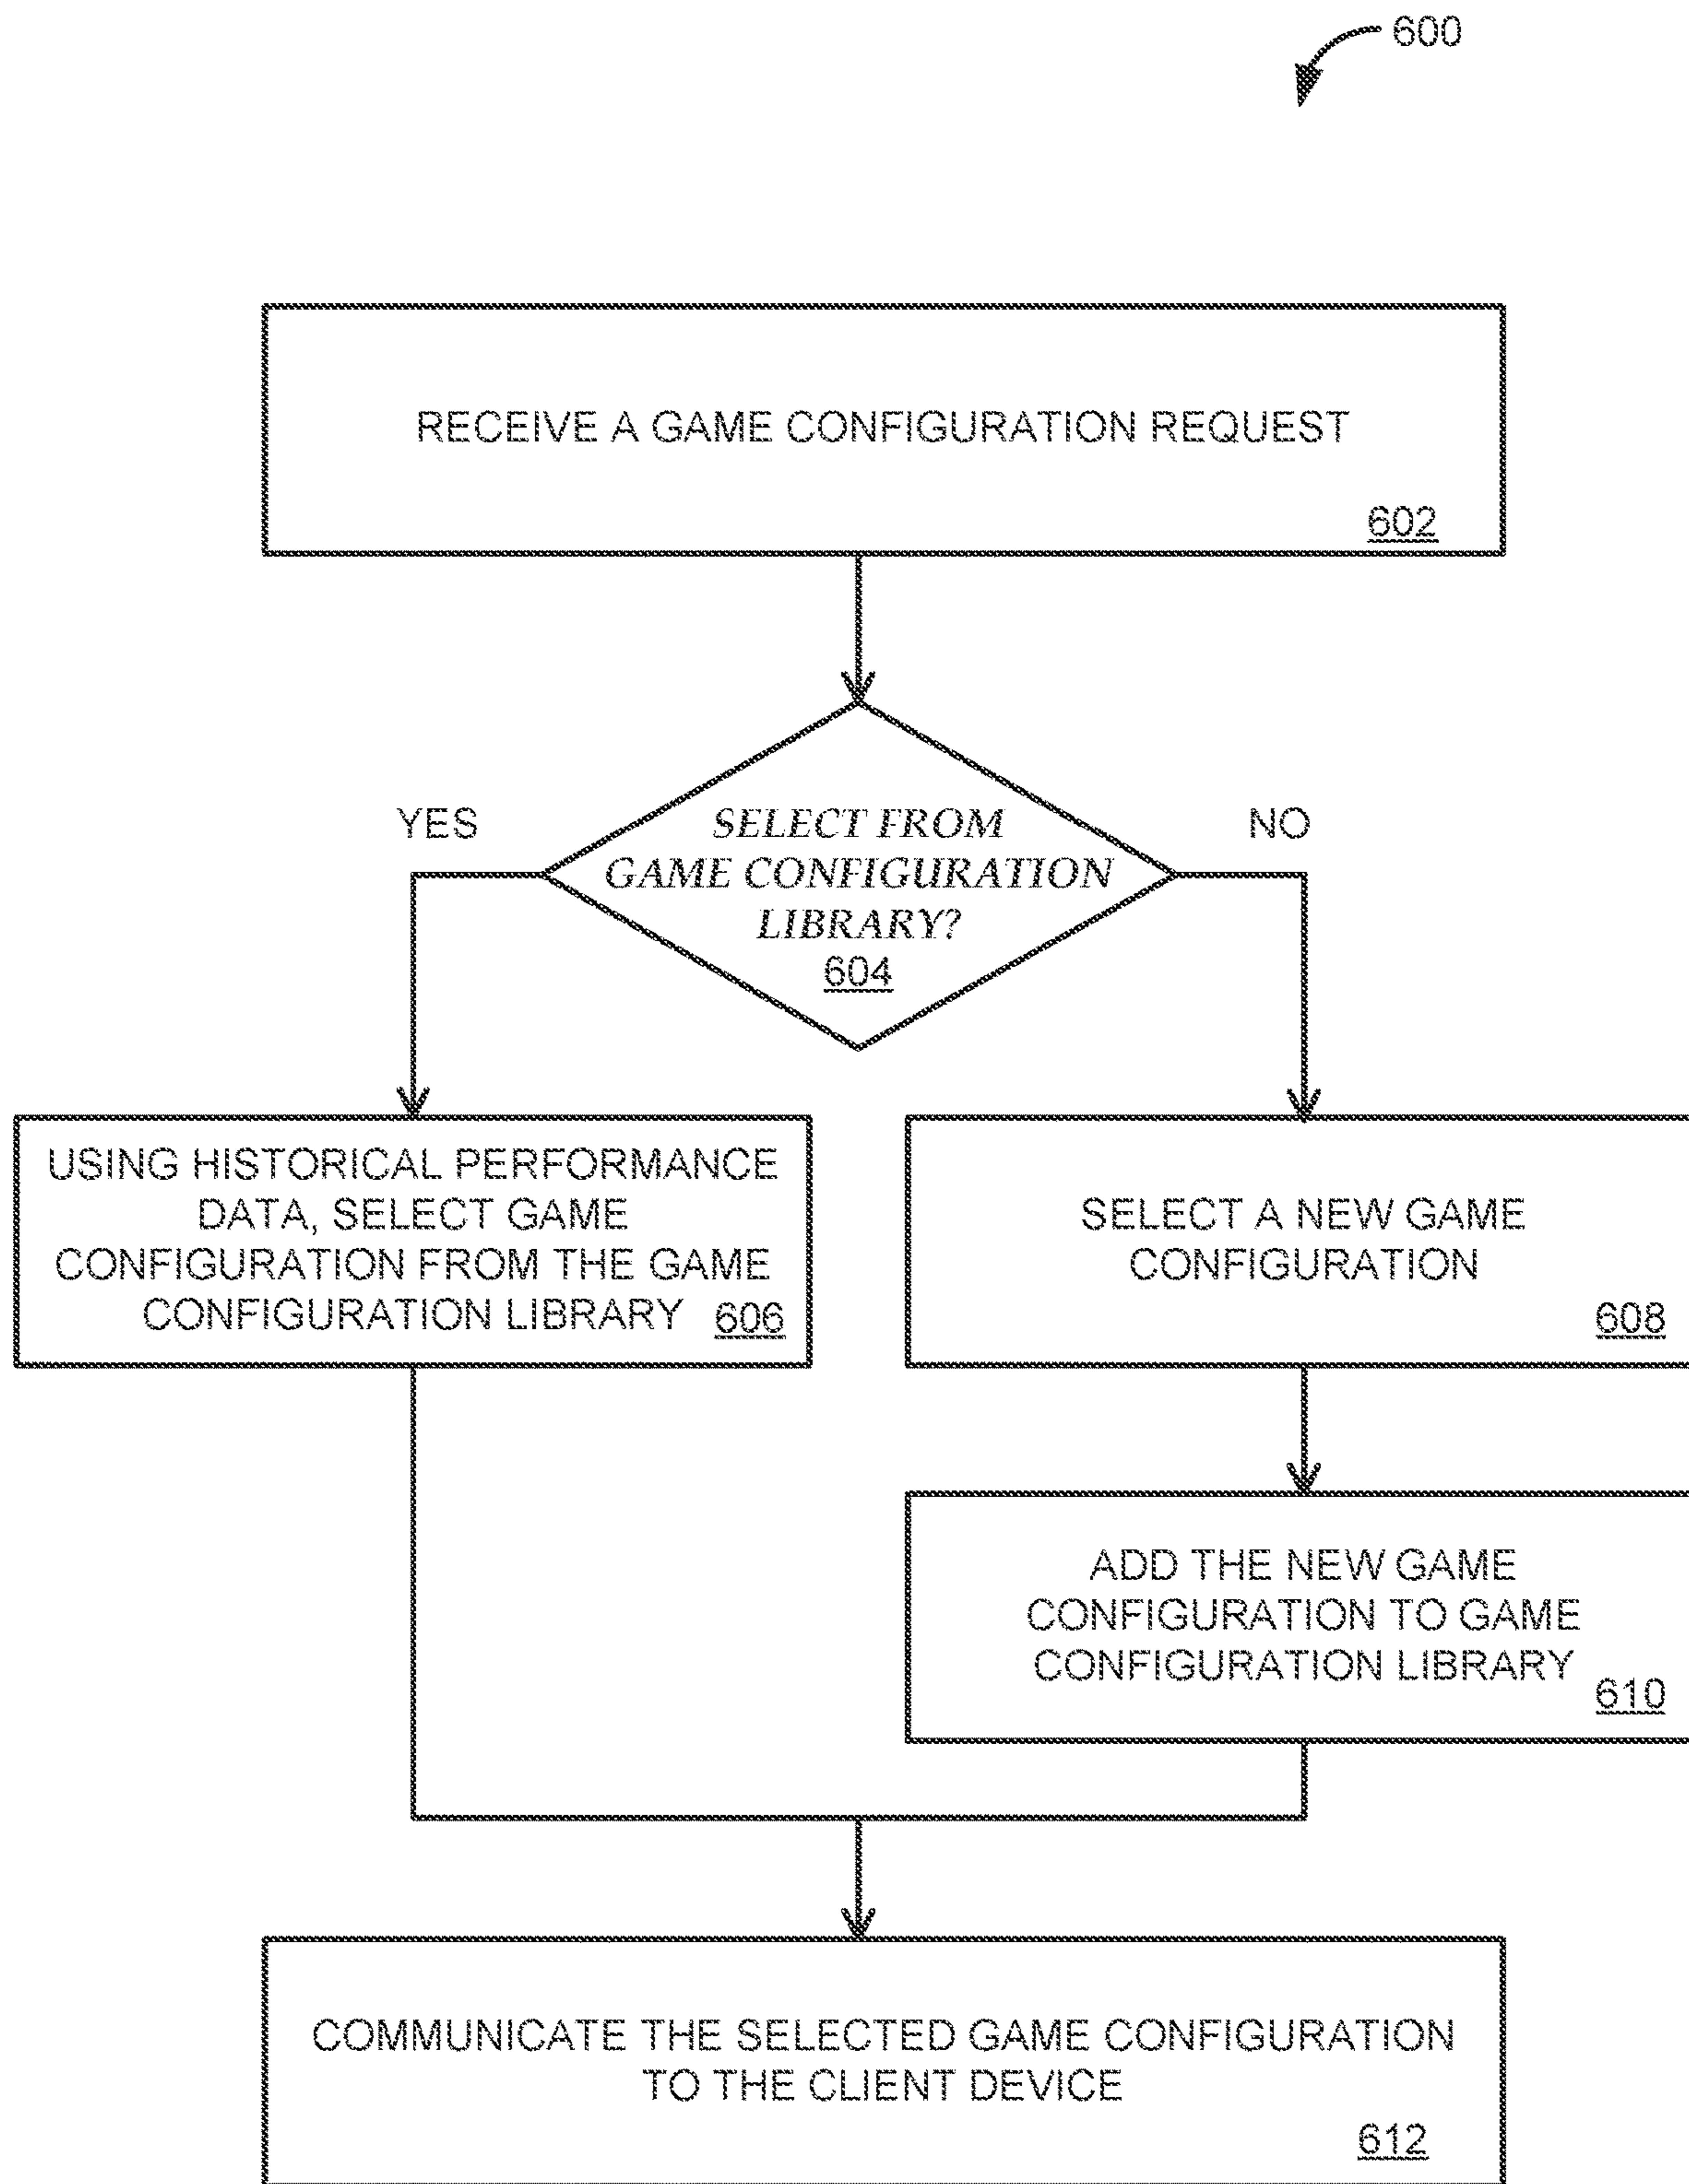 600
RECEIVE A GAME CONFIGURATION REQUEST
602
YES
NO
SELECT FROM
GAME CONFIGURATION
LIBRARY?
604
USING HISTORICAL PERFORMANCE
DATA, SELECT GAME
CONFIGURATION FROM THE GAME
CONFIGURATION LIBRARY
606
SELECT A NEW GAME
CONFIGURATION
608
ADD THE NEW GAME
CONFIGURATION TO GAME
CONFIGURATION LIBRARY
610
COMMUNICATE THE SELECTED GAME CONFIGURATION
TO THE CLIENT DEVICE
612